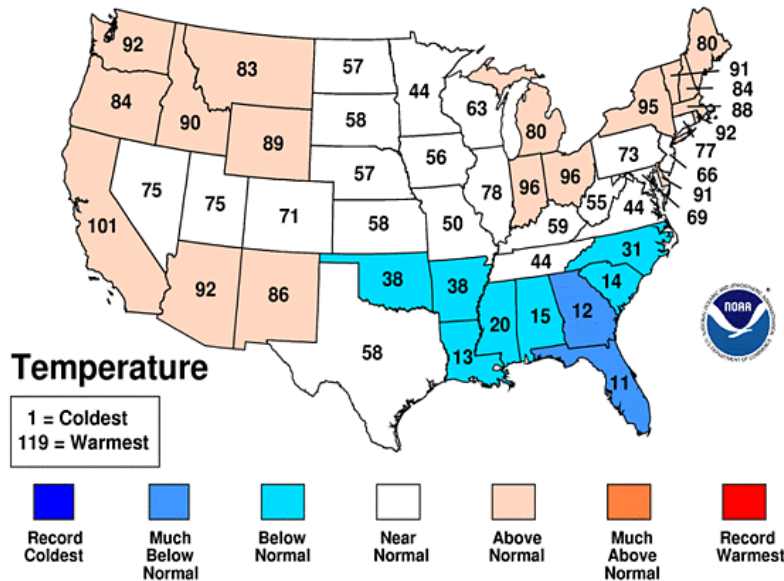 92
83
57
44
80
91
84
88
92
77
66
91
69
84
90
89
58
63
80
95
57
56
73
75
75
71
78
96
96
55
44
101
58
50
59
92
86
38
38
44
31
14
58
20
15
12
13
11
NOAA
Temperature
1 = Coldest
119 = Warmest
Record
Coldest
Much
Below
Normal
Below
Normal
Near
Normal
Above
Normal
Much
Above
Normal
Record
Warmest